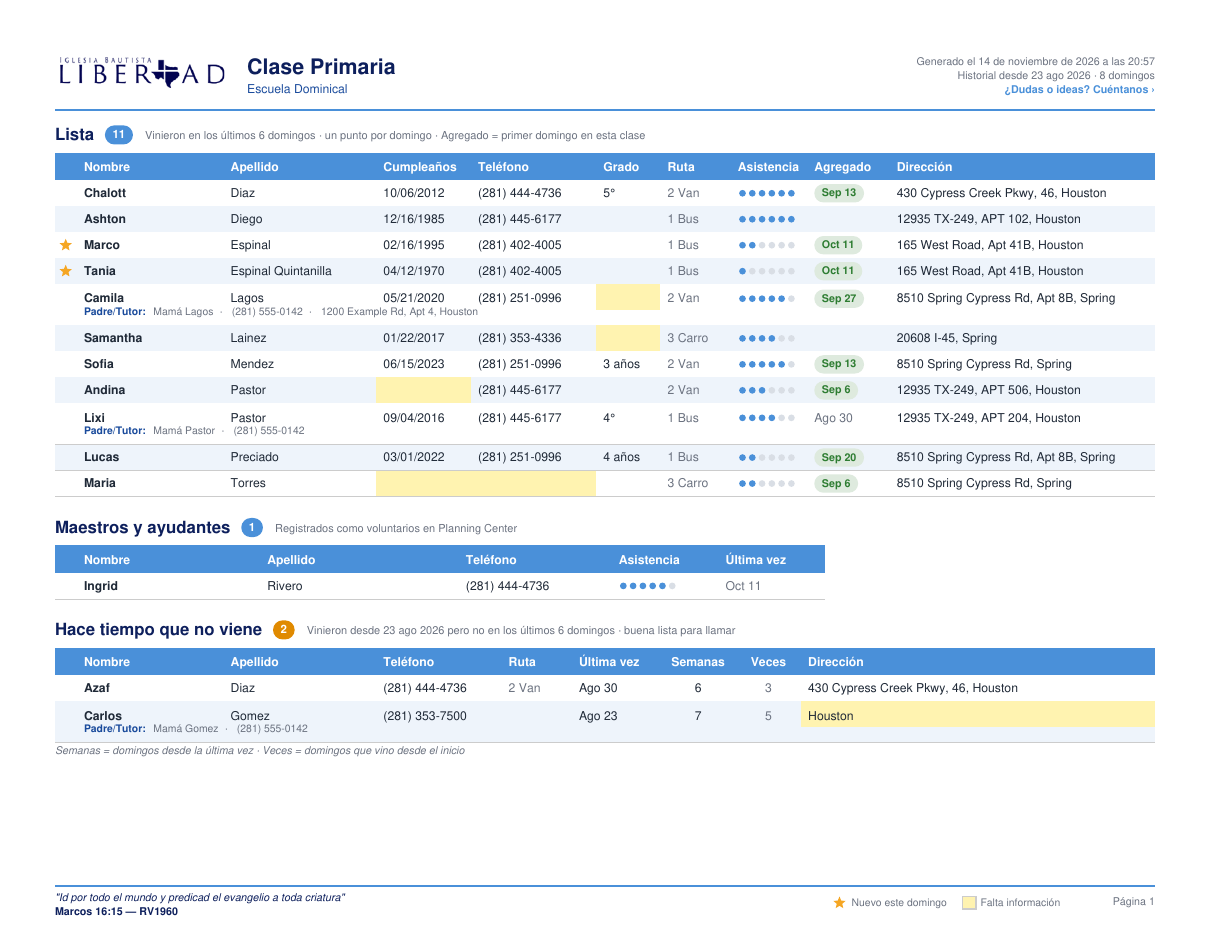 IGLESIA BAUTISTA
LIBERTAD
Clase Primaria
Escuela Dominical
Generado el 14 de noviembre de 2026 a las 20:57
Historial desde 23 ago 2026 · 8 domingos
¿Dudas o ideas? Cuéntanos ›
Lista 11 Vinieron en los últimos 6 domingos · un punto por domingo · Agregado = primer domingo en esta clase
Nombre Apellido Cumpleaños Teléfono Grado Ruta Asistencia Agregado Dirección
Chalott Diaz 10/06/2012 (281) 444-4736 5° 2 Van Sep 13 430 Cypress Creek Pkwy, 46, Houston
Ashton Diego 12/16/1985 (281) 445-6177 1 Bus 12935 TX-249, APT 102, Houston
Marco Espinal 02/16/1995 (281) 402-4005 1 Bus Oct 11 165 West Road, Apt 41B, Houston
Tania Espinal Quintanilla 04/12/1970 (281) 402-4005 1 Bus Oct 11 165 West Road, Apt 41B, Houston
Camila Lagos 05/21/2020 (281) 251-0996 2 Van Sep 27 8510 Spring Cypress Rd, Apt 8B, Spring
Padre/Tutor: Mamá Lagos · (281) 555-0142 · 1200 Example Rd, Apt 4, Houston
Samantha Lainez 01/22/2017 (281) 353-4336 3 Carro 20608 I-45, Spring
Sofia Mendez 06/15/2023 (281) 251-0996 3 años 2 Van Sep 13 8510 Spring Cypress Rd, Spring
Andina Pastor (281) 445-6177 2 Van Sep 6 12935 TX-249, APT 506, Houston
Lixi Pastor 09/04/2016 (281) 445-6177 4° 1 Bus Ago 30 12935 TX-249, APT 204, Houston
Padre/Tutor: Mamá Pastor · (281) 555-0142
Lucas Preciado 03/01/2022 (281) 251-0996 4 años 1 Bus Sep 20 8510 Spring Cypress Rd, Apt 8B, Spring
Maria Torres 3 Carro Sep 6 8510 Spring Cypress Rd, Spring
Maestros y ayudantes 1 Registrados como voluntarios en Planning Center
Nombre Apellido Teléfono Asistencia Última vez
Ingrid Rivero (281) 444-4736 Oct 11
Hace tiempo que no viene 2 Vinieron desde 23 ago 2026 pero no en los últimos 6 domingos · buena lista para llamar
Nombre Apellido Teléfono Ruta Última vez Semanas Veces Dirección
Azaf Diaz (281) 444-4736 2 Van Ago 30 6 3 430 Cypress Creek Pkwy, 46, Houston
Carlos Gomez (281) 353-7500 Ago 23 7 5 Houston
Padre/Tutor: Mamá Gomez · (281) 555-0142
Semanas = domingos desde la última vez · Veces = domingos que vino desde el inicio
"Id por todo el mundo y predicad el evangelio a toda criatura"
Marcos 16:15 — RV1960
Nuevo este domingo Falta información Página 1